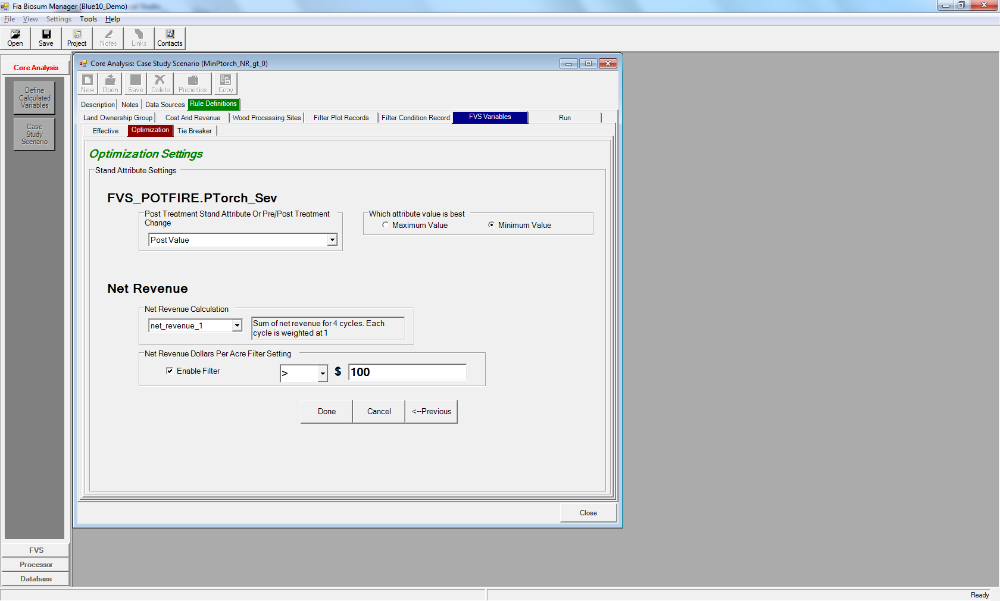 Fia Biosum Manager (Blue10_Demo)
File View Settings Tools Help
Open Save Project Notes Links Contacts
Core Analysis
Define
Calculated
Variables
Case
Study
Scenario
FVS
Processor
Database
Core Analysis: Case Study Scenario (MinPtorch_NR_gt_0)
New Open Save Delete Properties Copy
Description Notes Data Sources Rule Definitions
Land Ownership Group Cost And Revenue Wood Processing Sites Filter Plot Records Filter Condition Record FVS Variables Run
Effective Optimization Tie Breaker
Optimization Settings
Stand Attribute Settings
FVS_POTFIRE.PTorch_Sev
Post Treatment Stand Attribute Or Pre/Post Treatment
Change
Post Value
Which attribute value is best
Maximum Value Minimum Value
Net Revenue
Net Revenue Calculation
net_revenue_1
Sum of net revenue for 4 cycles. Each
cycle is weighted at 1
Net Revenue Dollars Per Acre Filter Setting
Enable Filter > $ 100
Done Cancel <--Previous
Close
Ready